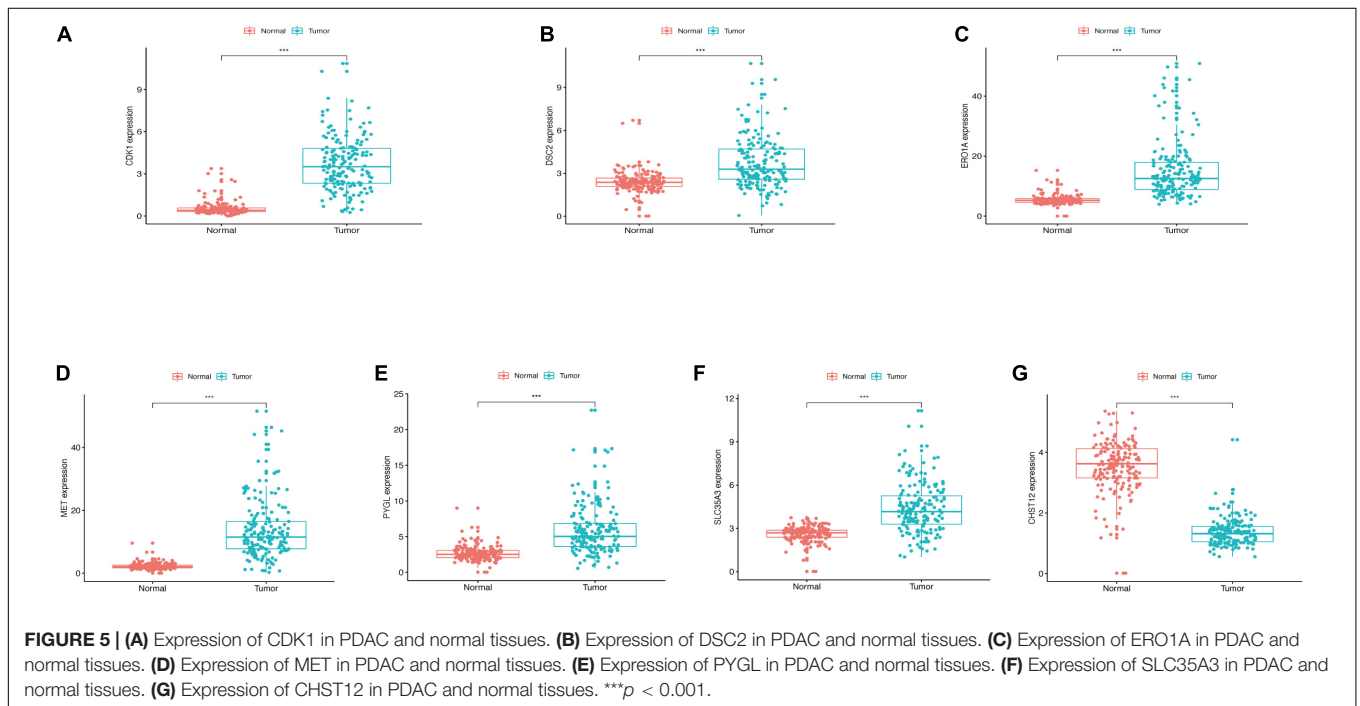 A
Normal Tumor
***
CDK1 expression
9
6
3
0
Normal Tumor
B
Normal Tumor
***
DSC2 expression
9
6
3
0
Normal Tumor
C
Normal Tumor
***
ERO1A expression
40
20
0
Normal Tumor
D
Normal Tumor
***
MET expression
40
20
0
Normal Tumor
E
Normal Tumor
***
PYGL expression
25
20
15
10
5
0
Normal Tumor
F
Normal Tumor
***
SLC35A3 expression
12
9
6
3
0
Normal Tumor
G
Normal Tumor
***
CHST12 expression
4
2
0
Normal Tumor
FIGURE 5 | (A) Expression of CDK1 in PDAC and normal tissues. (B) Expression of DSC2 in PDAC and normal tissues. (C) Expression of ERO1A in PDAC and
normal tissues. (D) Expression of MET in PDAC and normal tissues. (E) Expression of PYGL in PDAC and normal tissues. (F) Expression of SLC35A3 in PDAC and
normal tissues. (G) Expression of CHST12 in PDAC and normal tissues. ***p < 0.001.